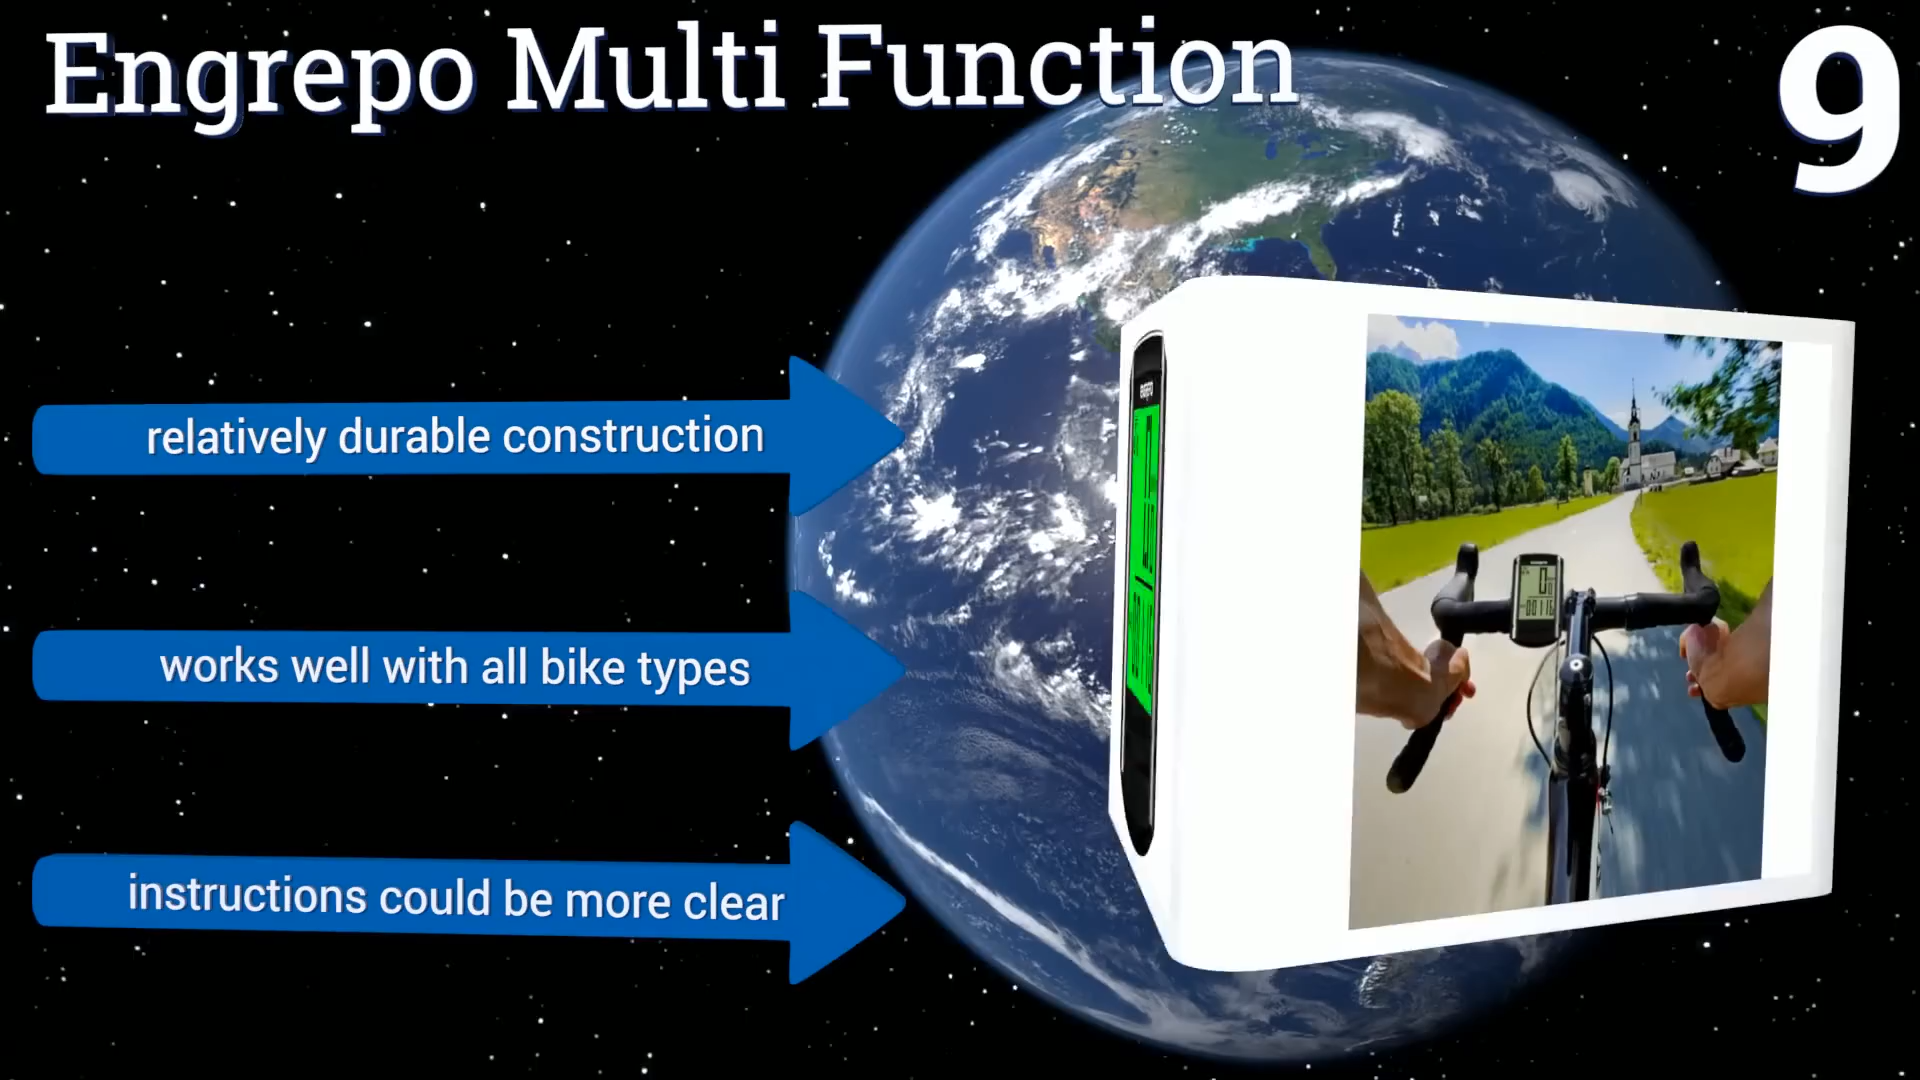 Engrepo Multi Function
9
relatively durable construction
works well with all bike types
instructions could be more clear